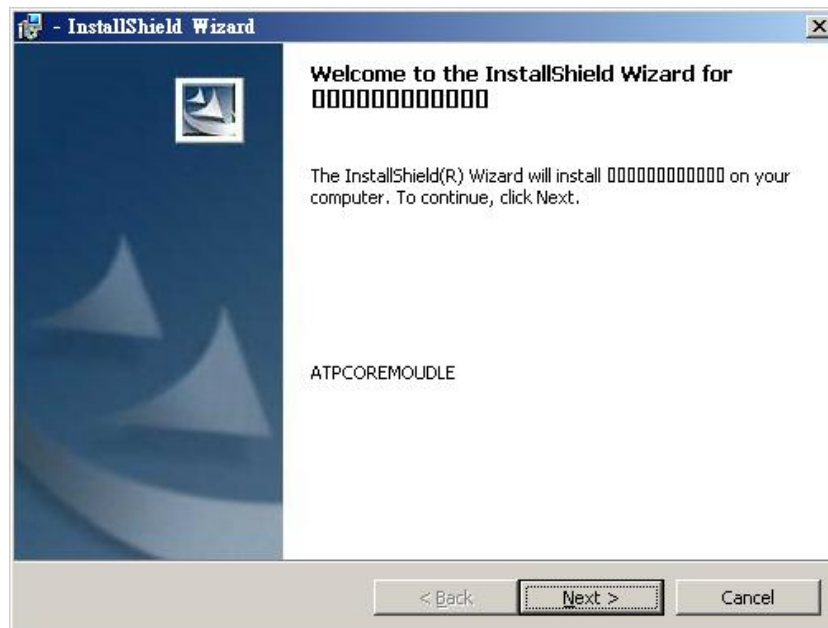 - InstallShield Wizard
Welcome to the InstallShield Wizard for
The InstallShield(R) Wizard will install on your
computer. To continue, click Next.
ATPCOREMOUDLE
< Back
Next >
Cancel